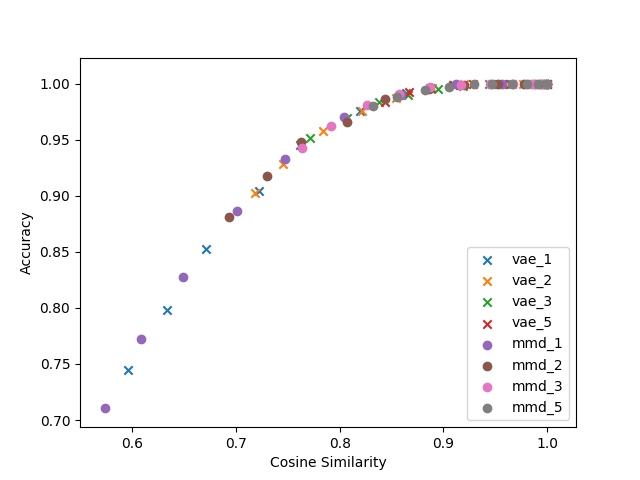 1.00
0.95
0.90
0.85
0.80
0.75
0.70
Accuracy
0.6
0.7
0.8
0.9
1.0
Cosine Similarity
vae_1
vae_2
vae_3
vae_5
mmd_1
mmd_2
mmd_3
mmd_5